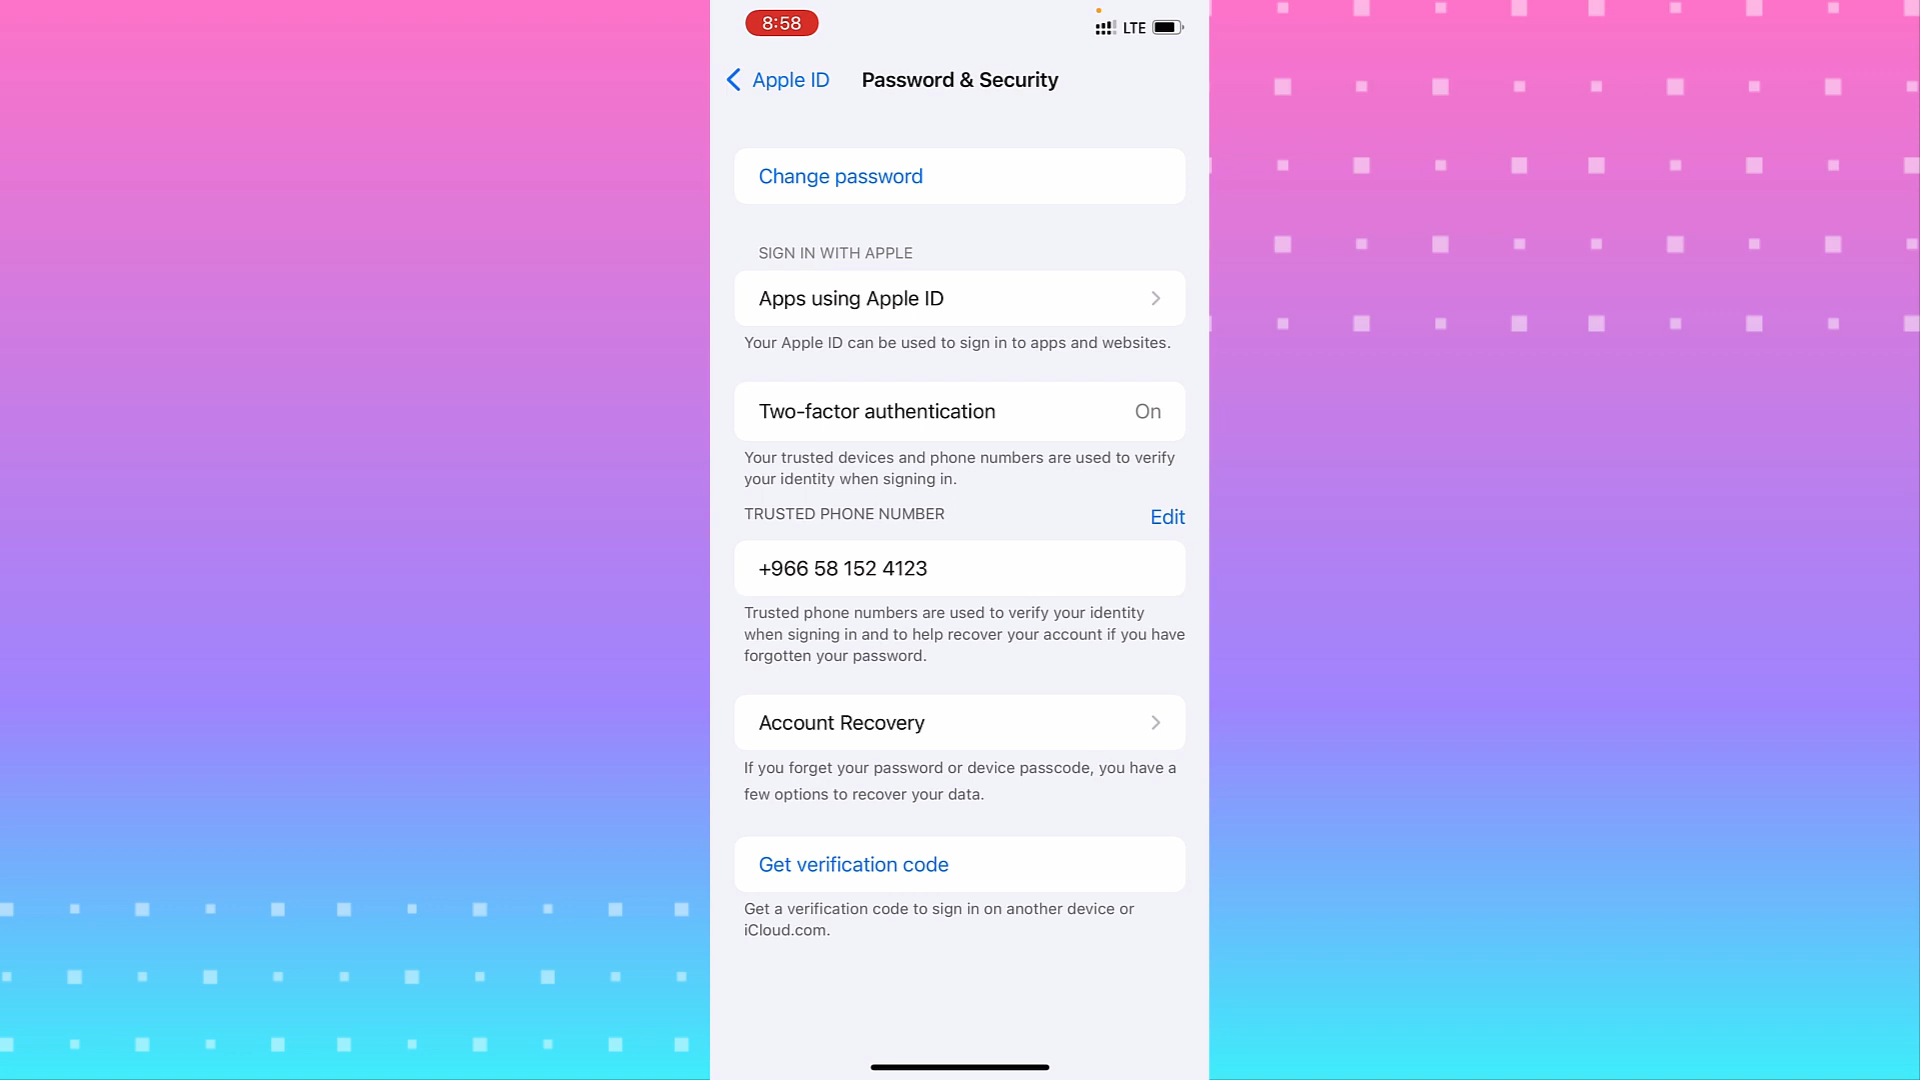 8:58
LTE
Apple ID
Password & Security
Change password
SIGN IN WITH APPLE
Apps using Apple ID
Your Apple ID can be used to sign in to apps and websites.
Two-factor authentication On
Your trusted devices and phone numbers are used to verify
your identity when signing in.
TRUSTED PHONE NUMBER Edit
+966 58 152 4123
Trusted phone numbers are used to verify your identity
when signing in and to help recover your account if you have
forgotten your password.
Account Recovery
If you forget your password or device passcode, you have a
few options to recover your data.
Get verification code
Get a verification code to sign in on another device or
iCloud.com.